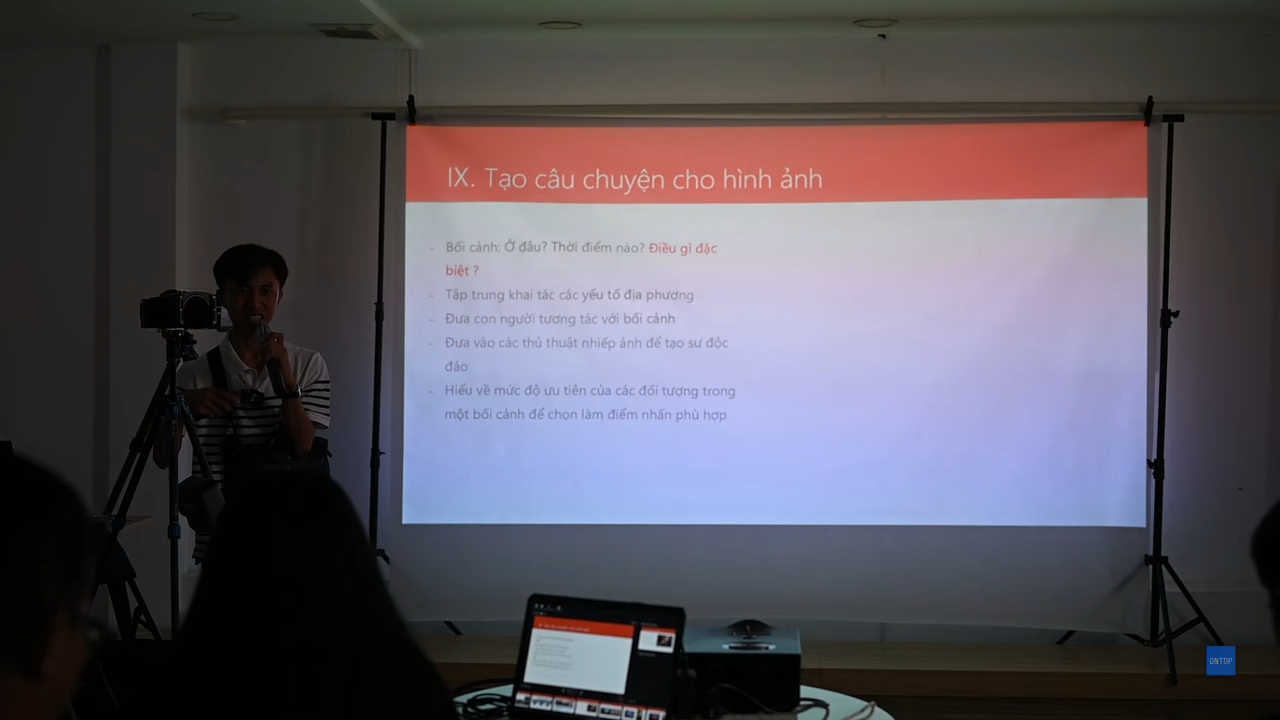 IX. Tạo câu chuyện cho hình ảnh
- Bối cảnh: Ở đâu? Thời điểm nào? Điều gì đặc
biệt ?
- Tập trung khai tác các yếu tố địa phương
- Đưa con người tương tác với bối cảnh
- Đưa vào các thủ thuật nhiếp ảnh để tạo sư độc
đáo
- Hiểu về mức độ ưu tiên của các đối tượng trong
một bối cảnh để chọn làm điểm nhấn phù hợp
ONTOP